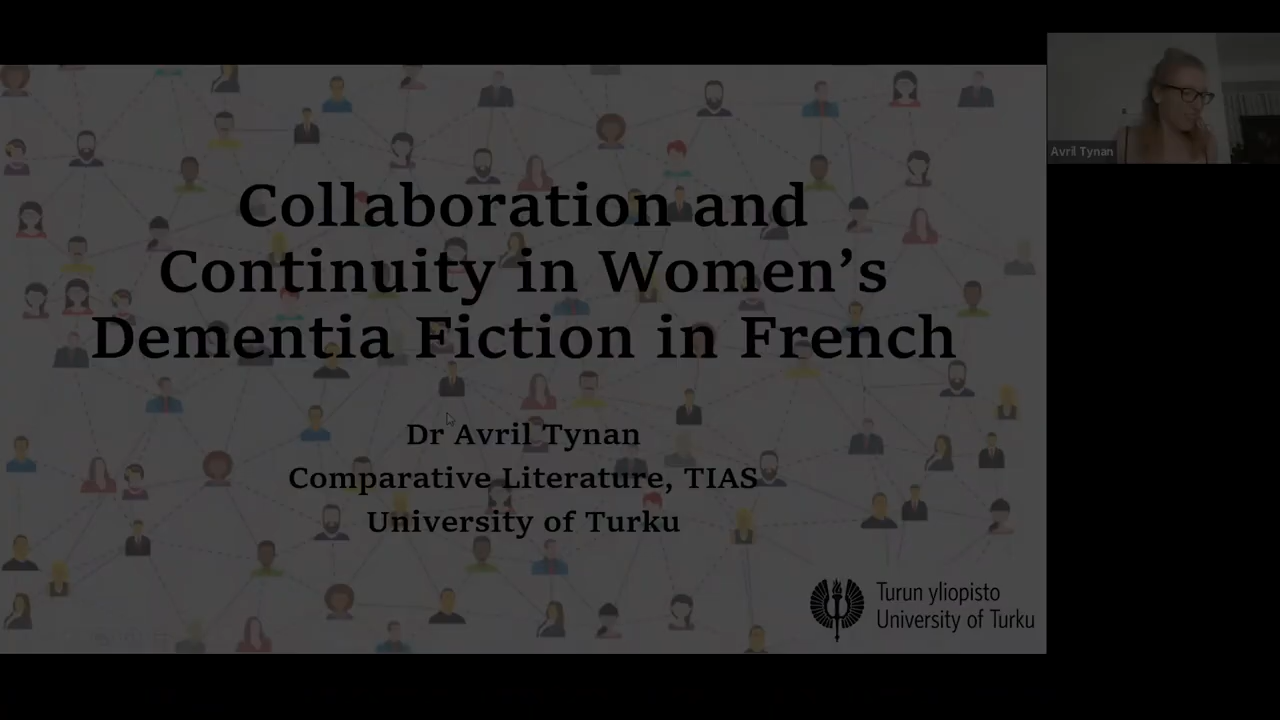 Collaboration and
Continuity in Women’s
Dementia Fiction in French
Dr Avril Tynan
Comparative Literature, TIAS
University of Turku
Turun yliopisto
University of Turku
Avril Tynan